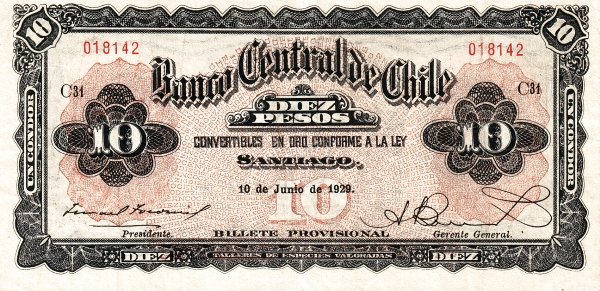 10 10
018142 018142
Banco Central de Chile
C31 C31
DIEZ
PESOS
10 10
CONVERTIBLES EN ORO CONFORME A LA LEY
SANTIAGO.
10 de Junio de 1929.
10
UN CONDOR UN CONDOR
Presidente. BILLETE PROVISIONAL Gerente General.
DIEZ DIEZ
TALLERES DE ESPECIES VALORADAS